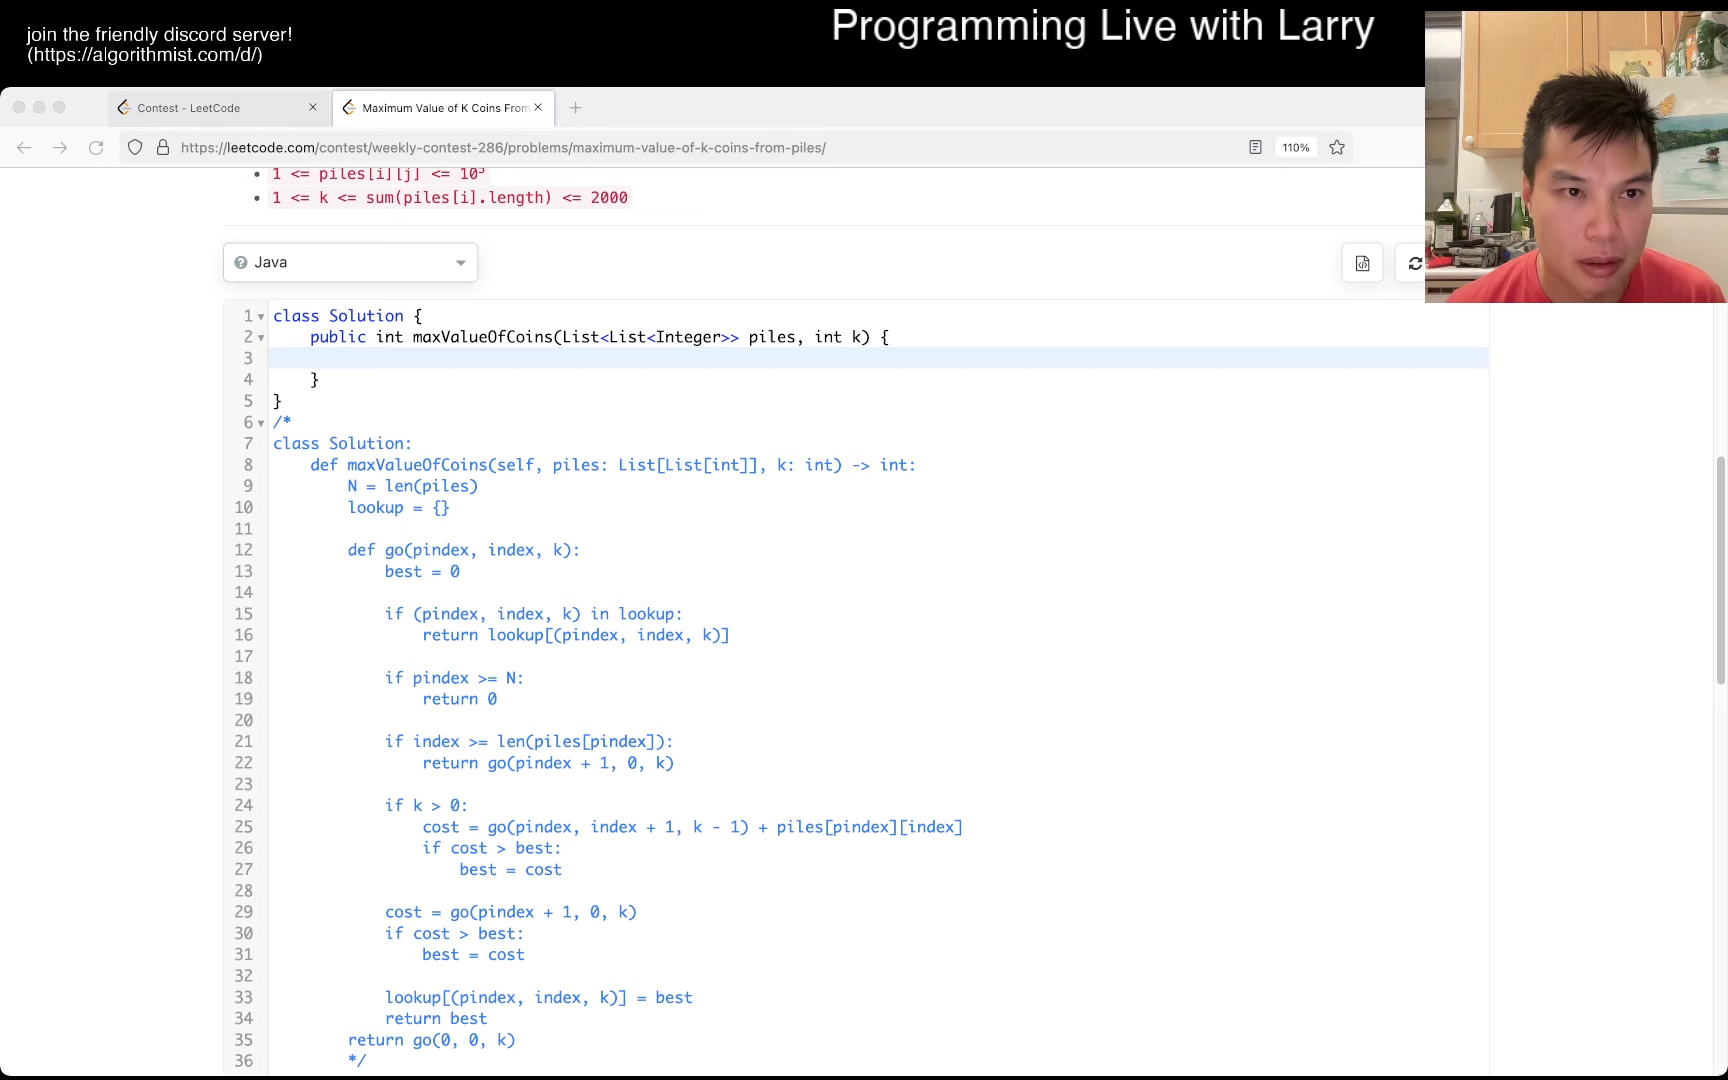 join the friendly discord server!
(https://algorithmist.com/d/)
Programming Live with Larry
Contest - LeetCode
Maximum Value of K Coins From
https://leetcode.com/contest/weekly-contest-286/problems/maximum-value-of-k-coins-from-piles/
110%
1 <= piles[i][j] <= 10⁵
1 <= k <= sum(piles[i].length) <= 2000
Java
1 class Solution {
2 public int maxValueOfCoins(List<List<Integer>> piles, int k) {
3
4 }
5 }
6 /*
7 class Solution:
8 def maxValueOfCoins(self, piles: List[List[int]], k: int) -> int:
9 N = len(piles)
10 lookup = {}
11
12 def go(pindex, index, k):
13 best = 0
14
15 if (pindex, index, k) in lookup:
16 return lookup[(pindex, index, k)]
17
18 if pindex >= N:
19 return 0
20
21 if index >= len(piles[pindex]):
22 return go(pindex + 1, 0, k)
23
24 if k > 0:
25 cost = go(pindex, index + 1, k - 1) + piles[pindex][index]
26 if cost > best:
27 best = cost
28
29 cost = go(pindex + 1, 0, k)
30 if cost > best:
31 best = cost
32
33 lookup[(pindex, index, k)] = best
34 return best
35 return go(0, 0, k)
36 */